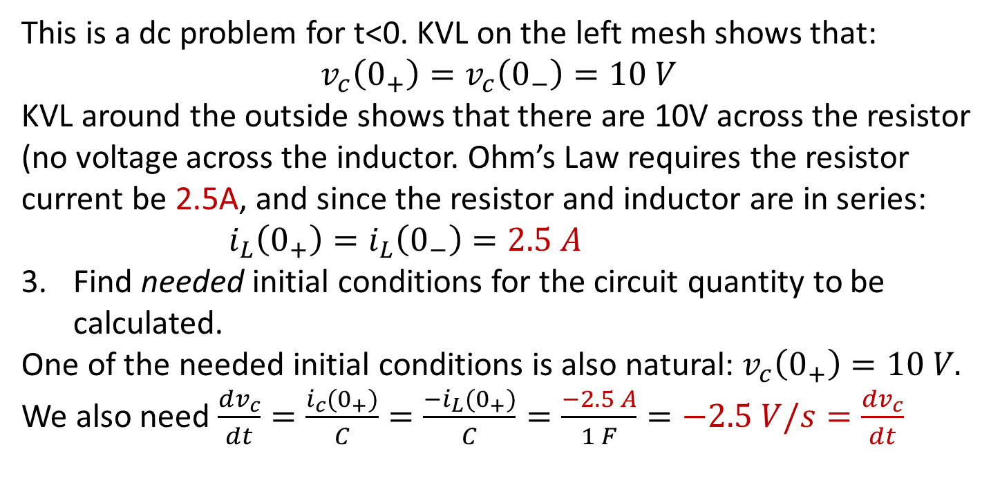 This is a dc problem for t<0. KVL on the left mesh shows that:
v_c(0_+) = v_c(0_−) = 10 V
KVL around the outside shows that there are 10V across the resistor
(no voltage across the inductor. Ohm’s Law requires the resistor
current be 2.5A, and since the resistor and inductor are in series:
i_L(0_+) = i_L(0_−) = 2.5 A
3. Find needed initial conditions for the circuit quantity to be
calculated.
One of the needed initial conditions is also natural: v_c(0_+) = 10 V.
We also need dv_c/dt = i_c(0_+)/C = −i_L(0_+)/C = −2.5 A/1 F = −2.5 V/s = dv_c/dt